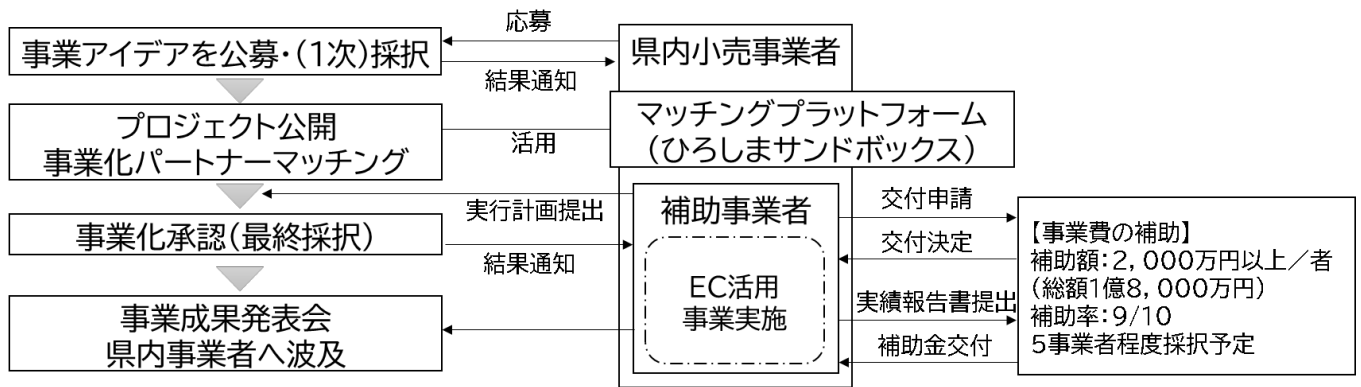 応募
事業アイデアを公募・(1次)採択
県内小売事業者
結果通知
プロジェクト公開
事業化パートナーマッチング
活用
マッチングプラットフォーム
(ひろしまサンドボックス)
実行計画提出
補助事業者
交付申請
事業化承認(最終採択)
結果通知
交付決定
EC活用
事業実施
【事業費の補助】
補助額:2,000万円以上/者
(総額1億8,000万円)
補助率:9/10
5事業者程度採択予定
実績報告書提出
補助金交付
事業成果発表会
県内事業者へ波及